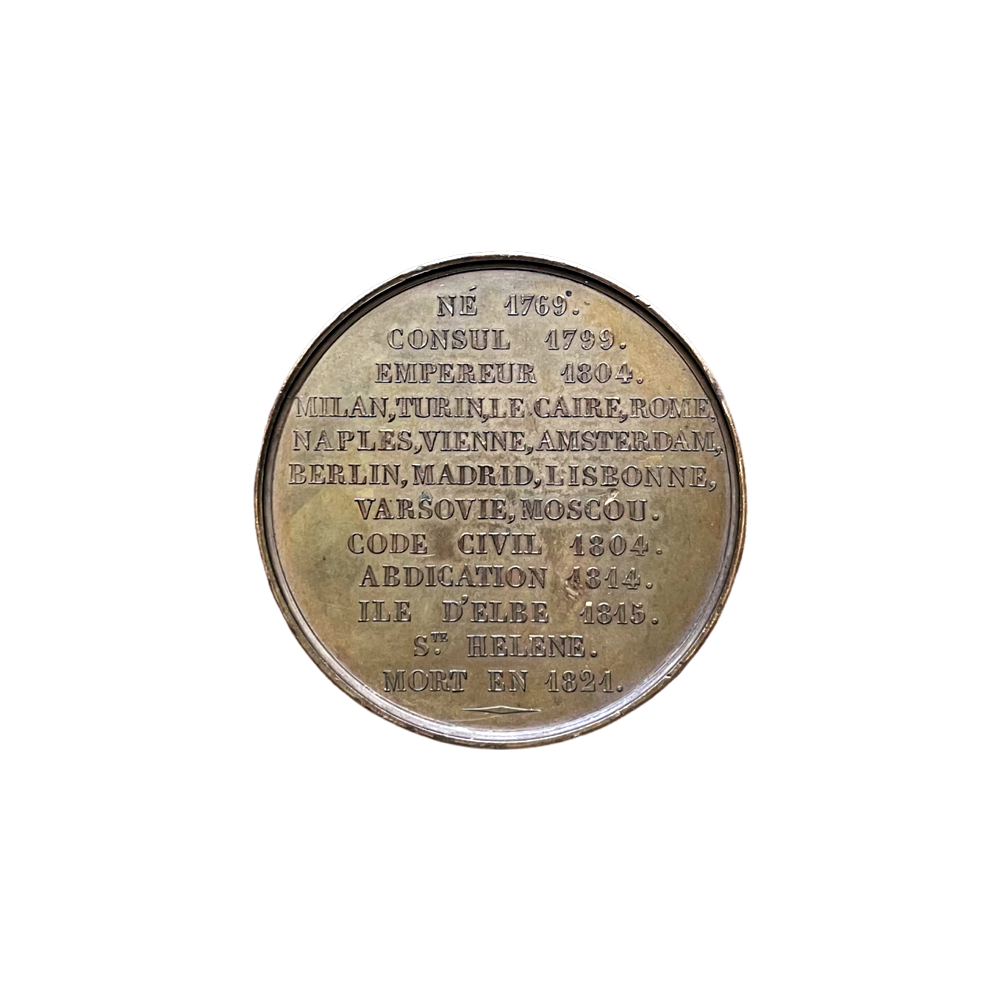 NÉ 1769.
CONSUL 1799.
EMPEREUR 1804.
MILAN, TURIN, LE CAIRE, ROME,
NAPLES, VIENNE, AMSTERDAM,
BERLIN, MADRID, LISBONNE,
VARSOVIE, MOSCOU.
CODE CIVIL 1804.
ABDICATION 1814.
ILE D'ELBE 1815.
STE. HELENE.
MORT EN 1821.